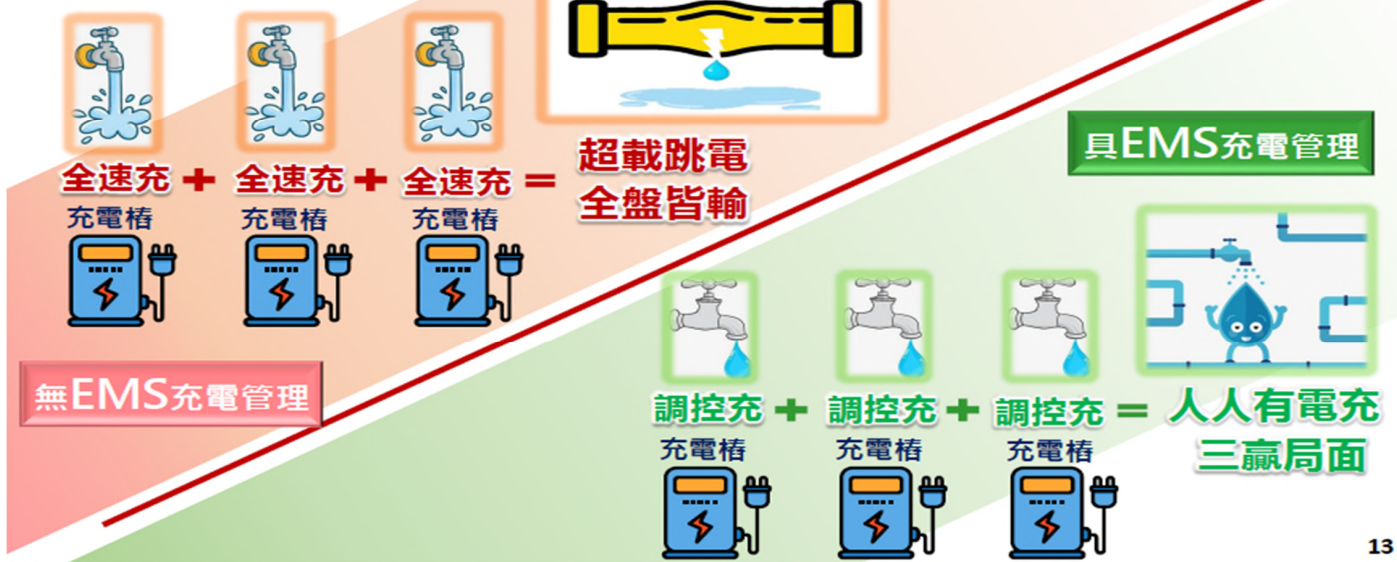 全速充 + 全速充 + 全速充 = 超載跳電
全盤皆輸
充電樁 充電樁 充電樁
無EMS充電管理
具EMS充電管理
調控充 + 調控充 + 調控充 = 人人有電充
三贏局面
充電樁 充電樁 充電樁
13